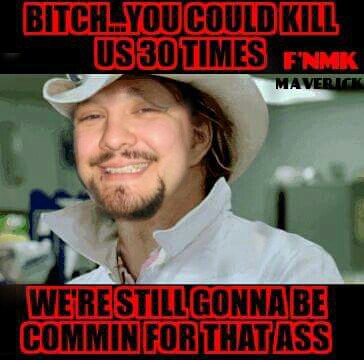 BITCH...YOU COULD KILL
US 30 TIMES
F'NMK
MAVERICK
WE'RE STILL GONNA BE
COMMIN FOR THAT ASS